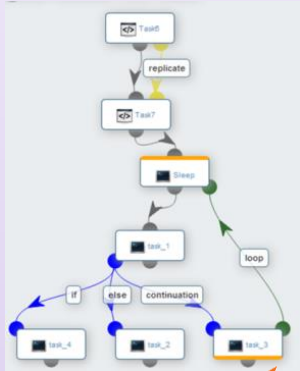 Task6
replicate
Task7
Sleep
task_1
loop
if
else
continuation
task_4
task_2
task_3